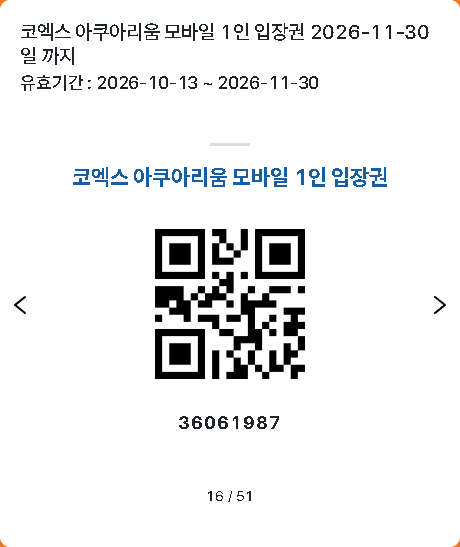 코엑스 아쿠아리움 모바일 1인 입장권 2026-11-30
일 까지
유효기간 : 2026-10-13 ~ 2026-11-30
코엑스 아쿠아리움 모바일 1인 입장권
36061987
16 / 51